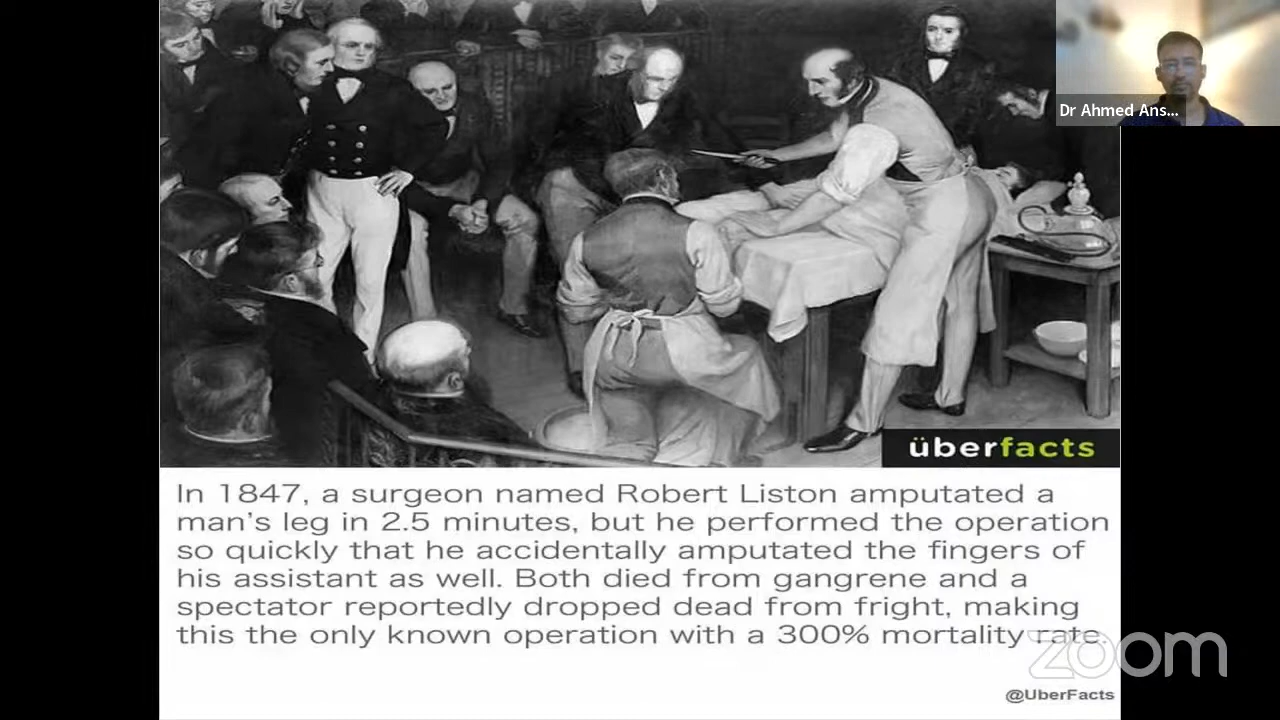 Dr Ahmed Ans...
überfacts
In 1847, a surgeon named Robert Liston amputated a
man's leg in 2.5 minutes, but he performed the operation
so quickly that he accidentally amputated the fingers of
his assistant as well. Both died from gangrene and a
spectator reportedly dropped dead from fright, making
this the only known operation with a 300% mortality rate.
zoom
@UberFacts